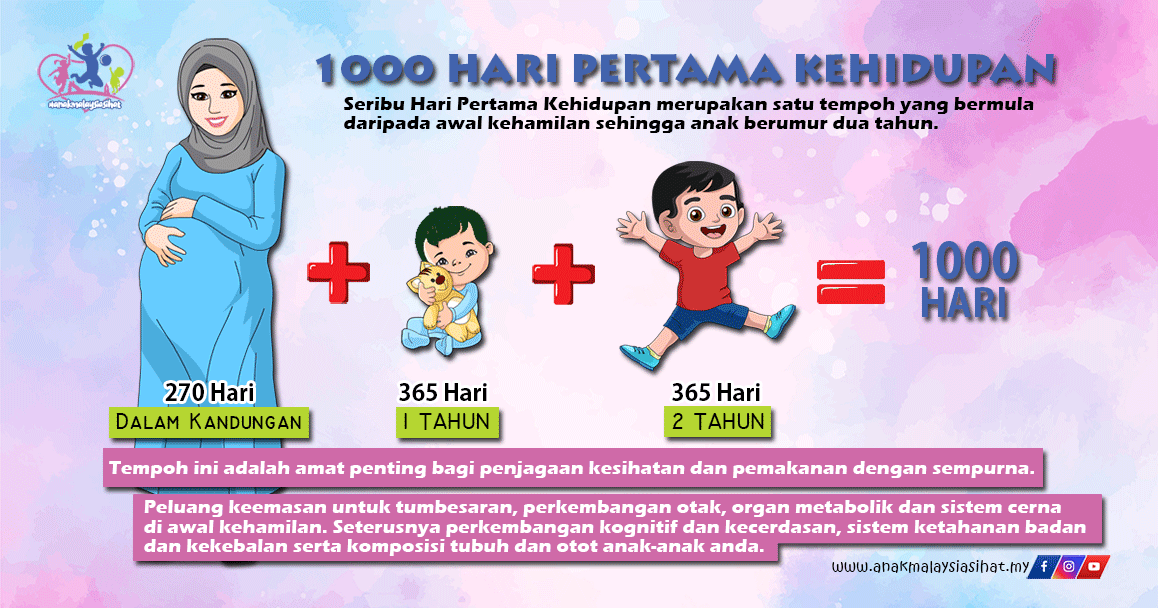 #anakmalaysiasihat
1000 HARI PERTAMA KEHIDUPAN
Seribu Hari Pertama Kehidupan merupakan satu tempoh yang bermula
daripada awal kehamilan sehingga anak berumur dua tahun.
1000
HARI
270 Hari
365 Hari
365 Hari
DALAM KANDUNGAN
1 TAHUN
2 TAHUN
Tempoh ini adalah amat penting bagi penjagaan kesihatan dan pemakanan dengan sempurna.
Peluang keemasan untuk tumbesaran, perkembangan otak, organ metabolik dan sistem cerna
di awal kehamilan. Seterusnya perkembangan kognitif dan kecerdasan, sistem ketahanan badan
dan kekebalan serta komposisi tubuh dan otot anak-anak anda.
www.anakmalaysiasihat.my